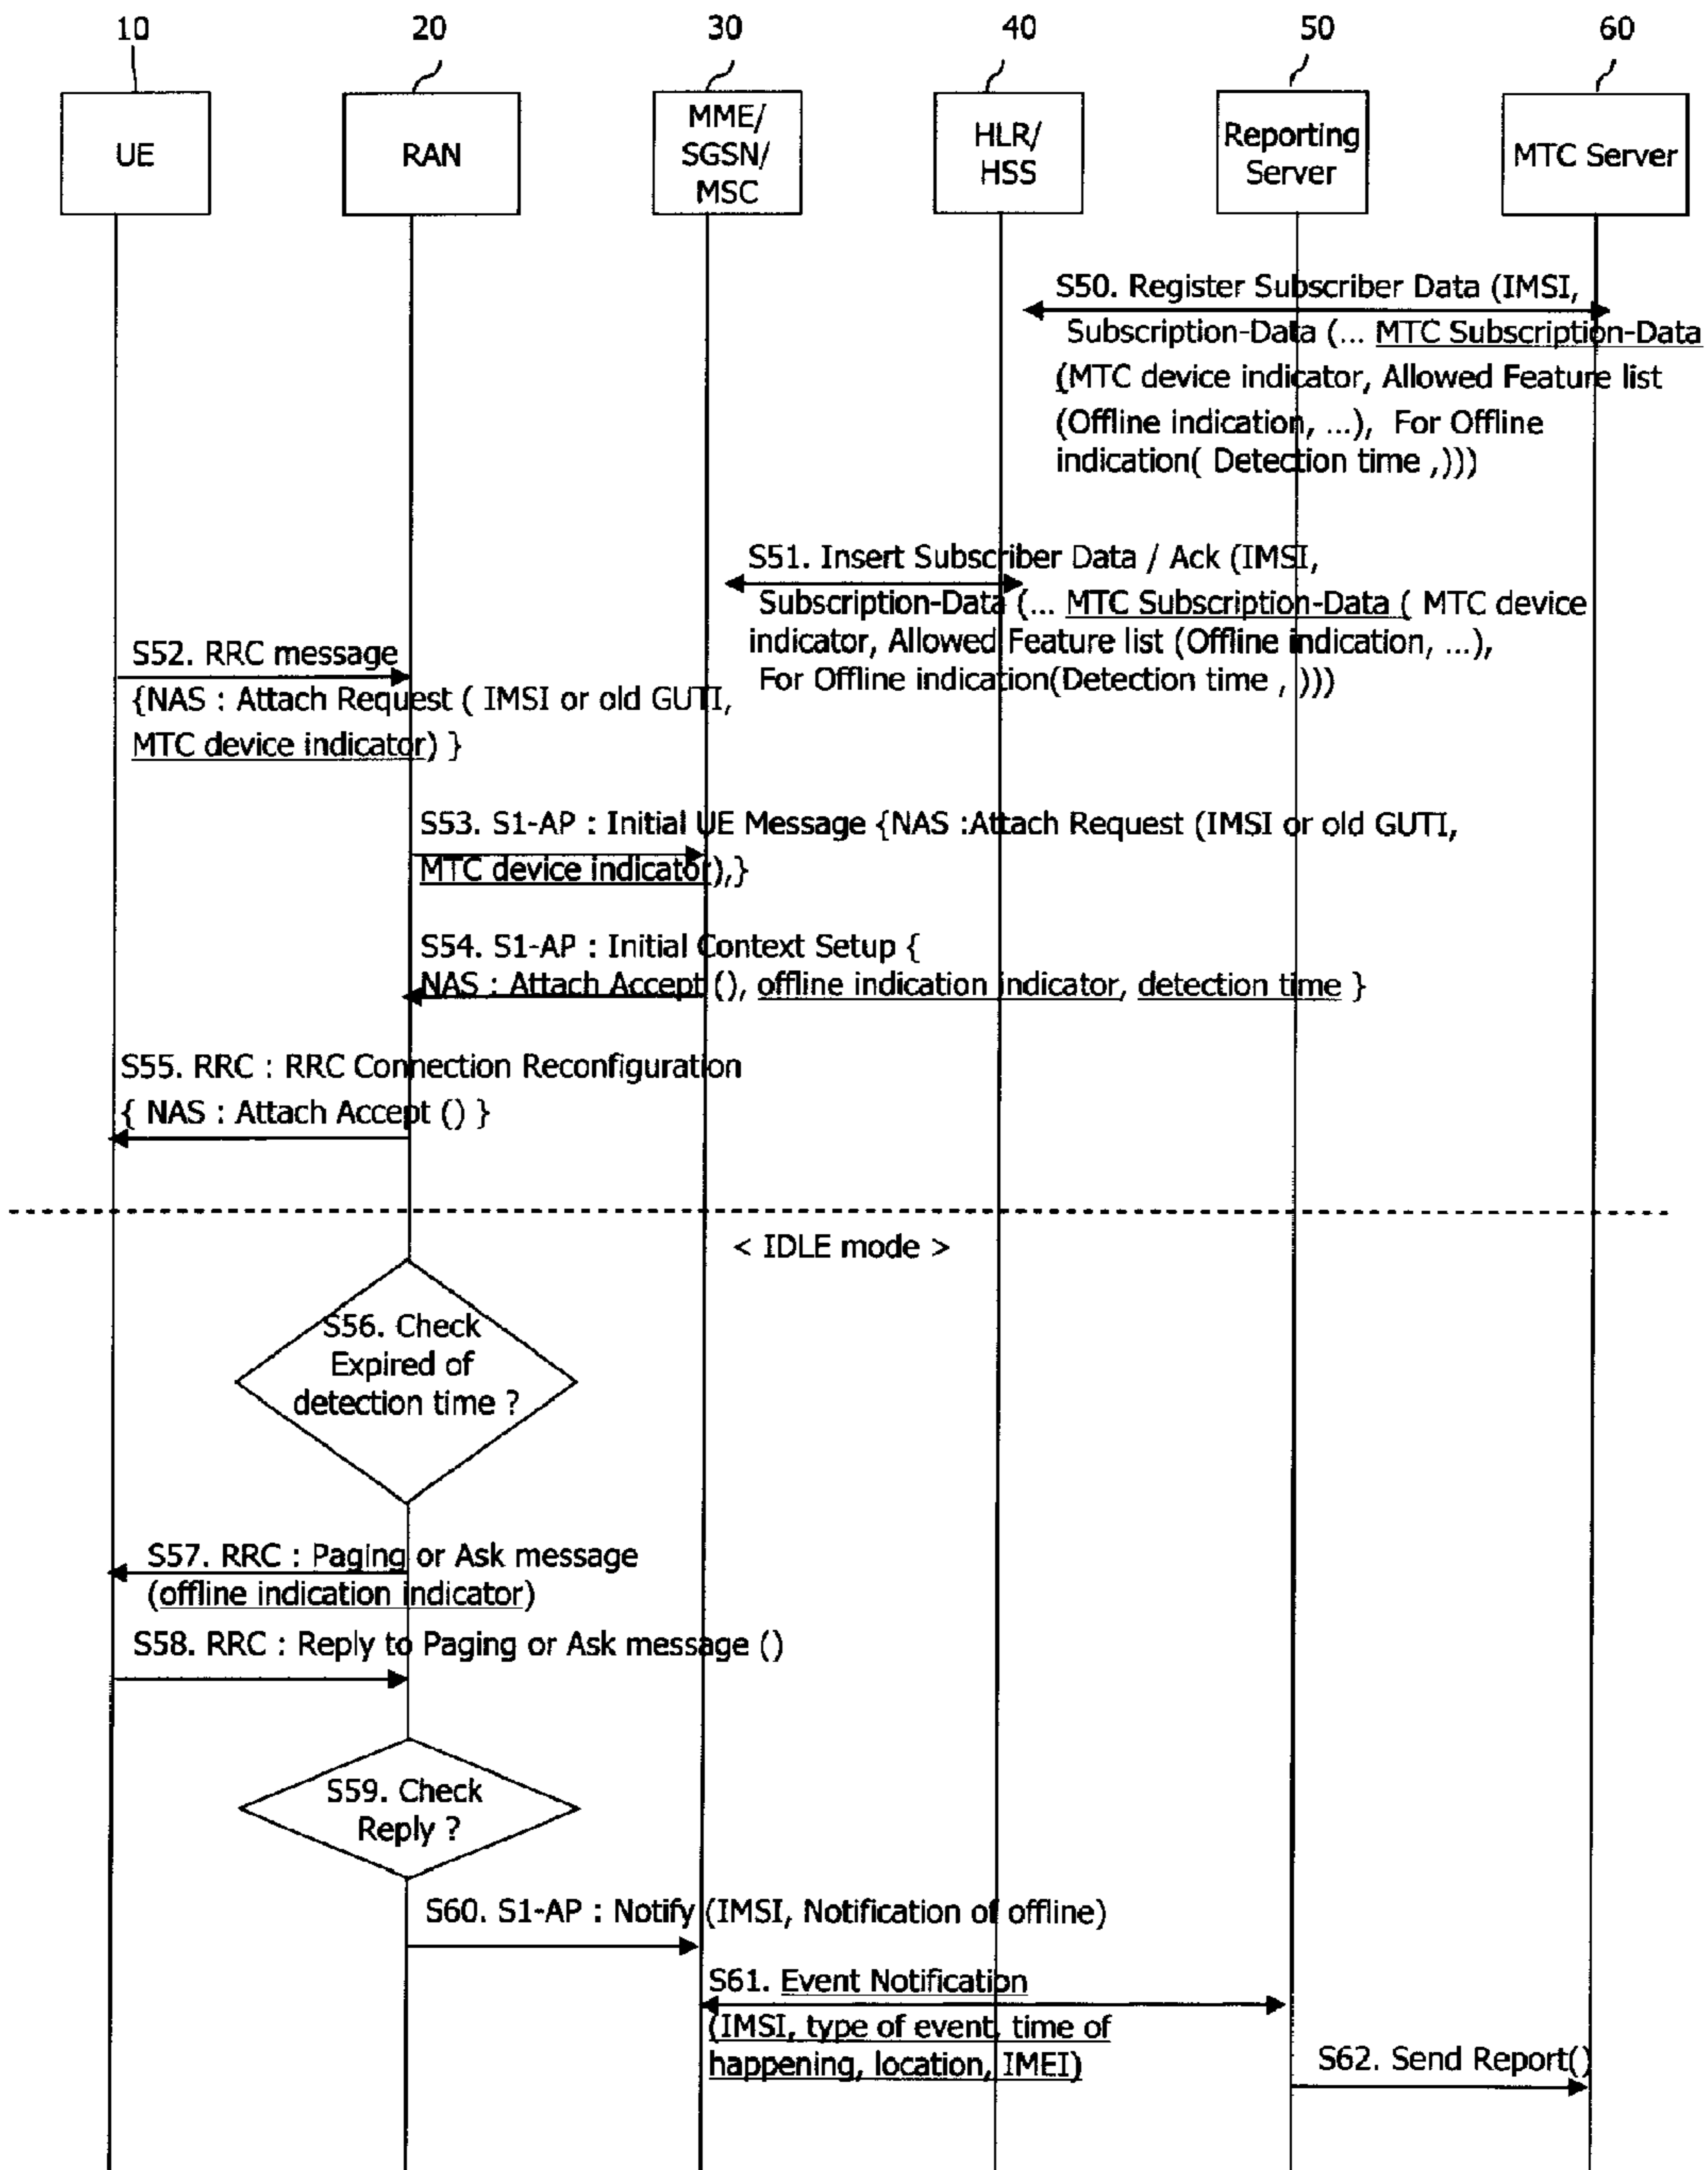 10 20 30 40 50 60
UE
RAN
MME/
SGSN/
MSC
HLR/
HSS
Reporting
Server
MTC Server
S50. Register Subscriber Data (IMSI,
Subscription-Data (... MTC Subscription-Data
(MTC device indicator, Allowed Feature list
(Offline indication, ...), For Offline
indication( Detection time ,)))
S51. Insert Subscriber Data / Ack (IMSI,
Subscription-Data (... MTC Subscription-Data ( MTC device
indicator, Allowed Feature list (Offline indication, ...),
For Offline indication(Detection time , )))
S52. RRC message
{NAS : Attach Request ( IMSI or old GUTI,
MTC device indicator) }
S53. S1-AP : Initial UE Message {NAS :Attach Request (IMSI or old GUTI,
MTC device indicator),}
S54. S1-AP : Initial Context Setup {
NAS : Attach Accept (), offline indication indicator, detection time }
S55. RRC : RRC Connection Reconfiguration
{ NAS : Attach Accept () }
< IDLE mode >
S56. Check
Expired of
detection time ?
S57. RRC : Paging or Ask message
(offline indication indicator)
S58. RRC : Reply to Paging or Ask message ()
S59. Check
Reply ?
S60. S1-AP : Notify (IMSI, Notification of offline)
S61. Event Notification
(IMSI, type of event, time of
happening, location, IMEI)
S62. Send Report()